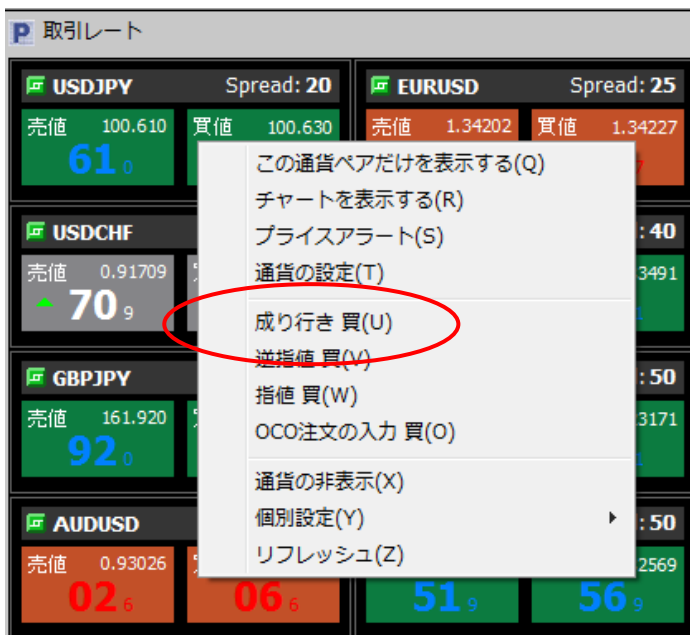 P 取引レート
USDJPY Spread: 20 EURUSD Spread: 25
売値 100.610 買値 100.630 売値 1.34202 買値 1.34227
61 0
この通貨ペアだけを表示する(Q)
チャートを表示する(R)
プライスアラート(S)
通貨の設定(T)
成り行き 買(U)
逆指値 買(V)
指値 買(W)
OCO注文の入力 買(O)
通貨の非表示(X)
個別設定(Y)
リフレッシュ(Z)
USDCHF : 40
売値 0.91709 3491
70 9
GBPJPY : 50
売値 161.920 3171
92 0
AUDUSD : 50
売値 0.93026 2569
02 6 06 6 51 9 56 9